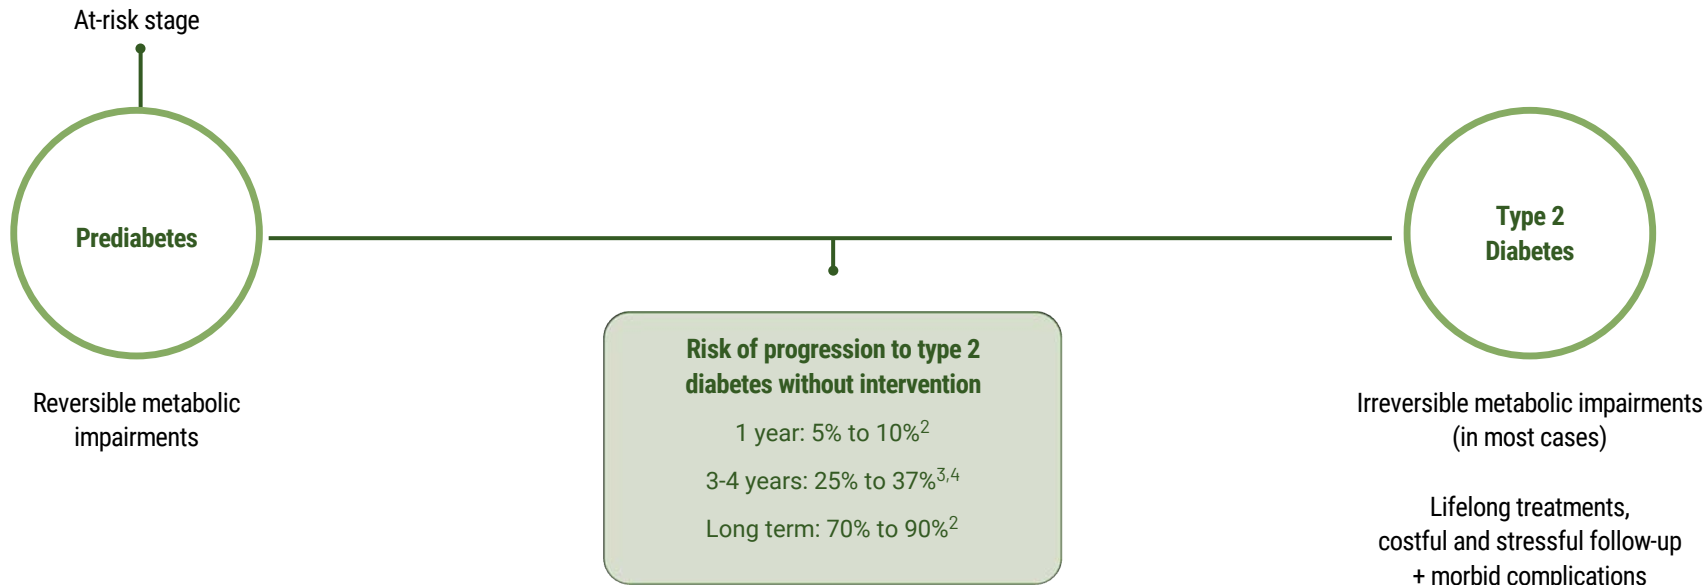 At-risk stage
Prediabetes
Reversible metabolic
impairments
Risk of progression to type 2
diabetes without intervention
1 year: 5% to 10%2
3-4 years: 25% to 37%3,4
Long term: 70% to 90%2
Type 2
Diabetes
Irreversible metabolic impairments
(in most cases)
Lifelong treatments,
costful and stressful follow-up
+ morbid complications